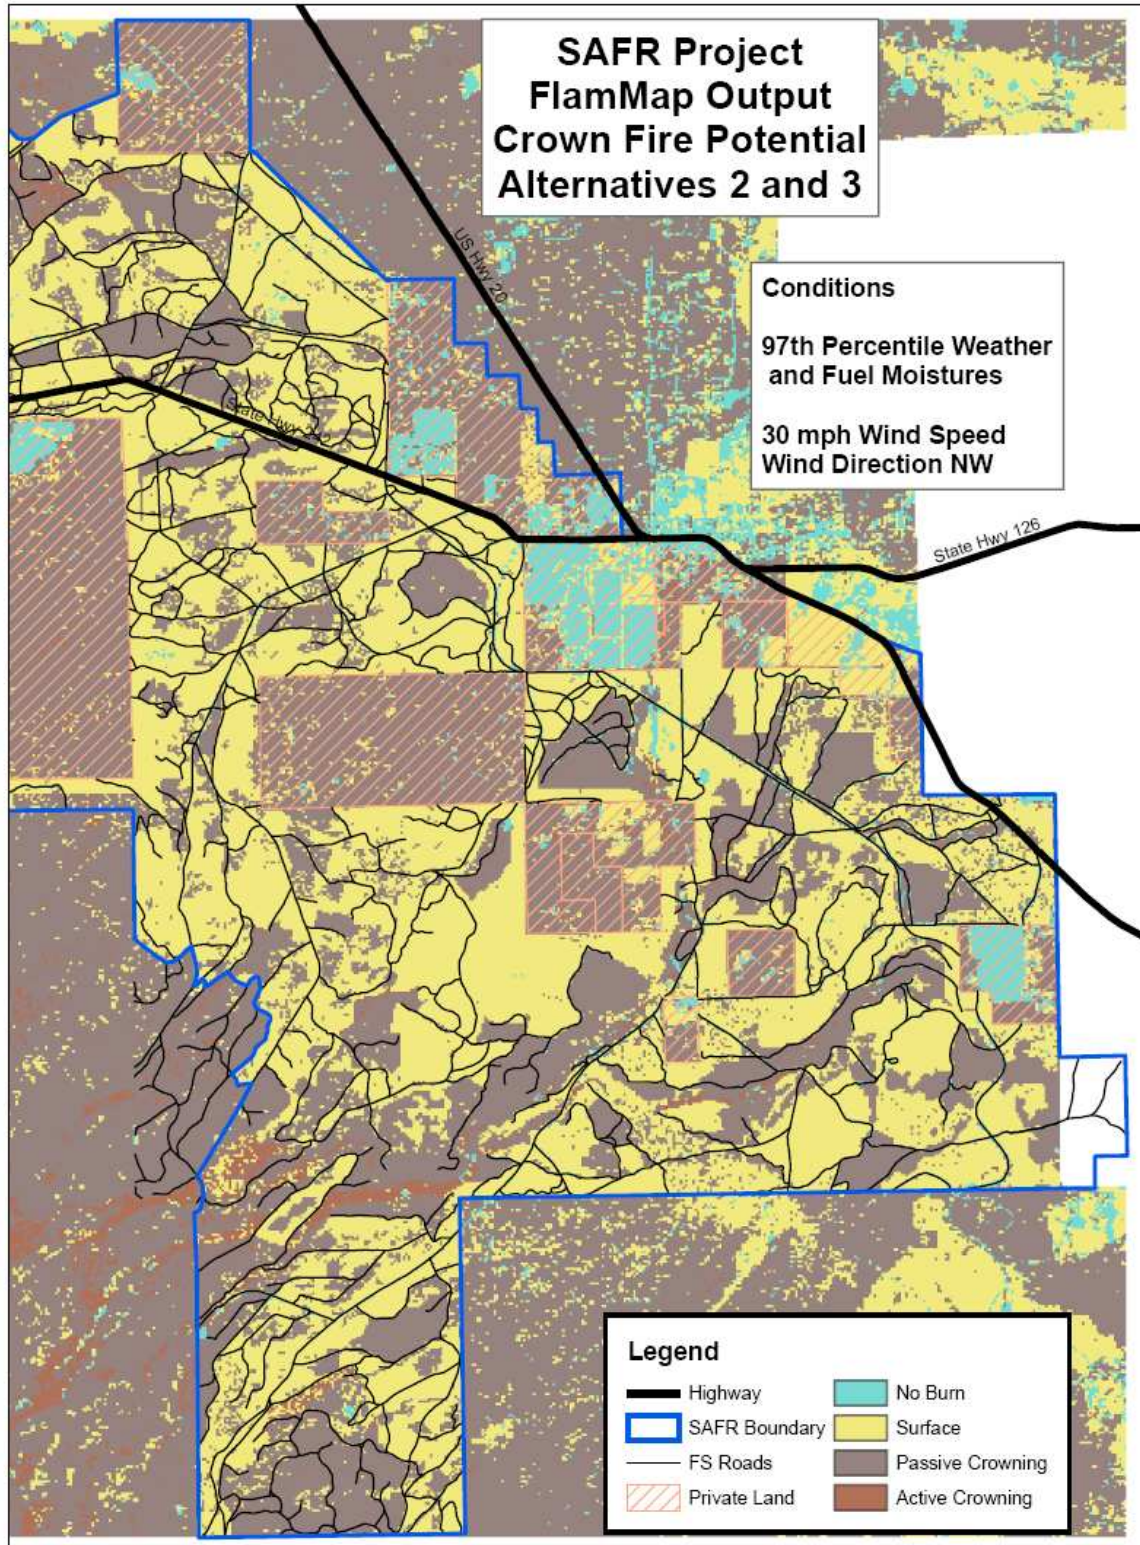 SAFR Project
FlamMap Output
Crown Fire Potential
Alternatives 2 and 3
US Hwy 20
Conditions
97th Percentile Weather
and Fuel Moistures
30 mph Wind Speed
Wind Direction NW
State Hwy
State Hwy 126
Legend
Highway
SAFR Boundary
FS Roads
Private Land
No Burn
Surface
Passive Crowning
Active Crowning